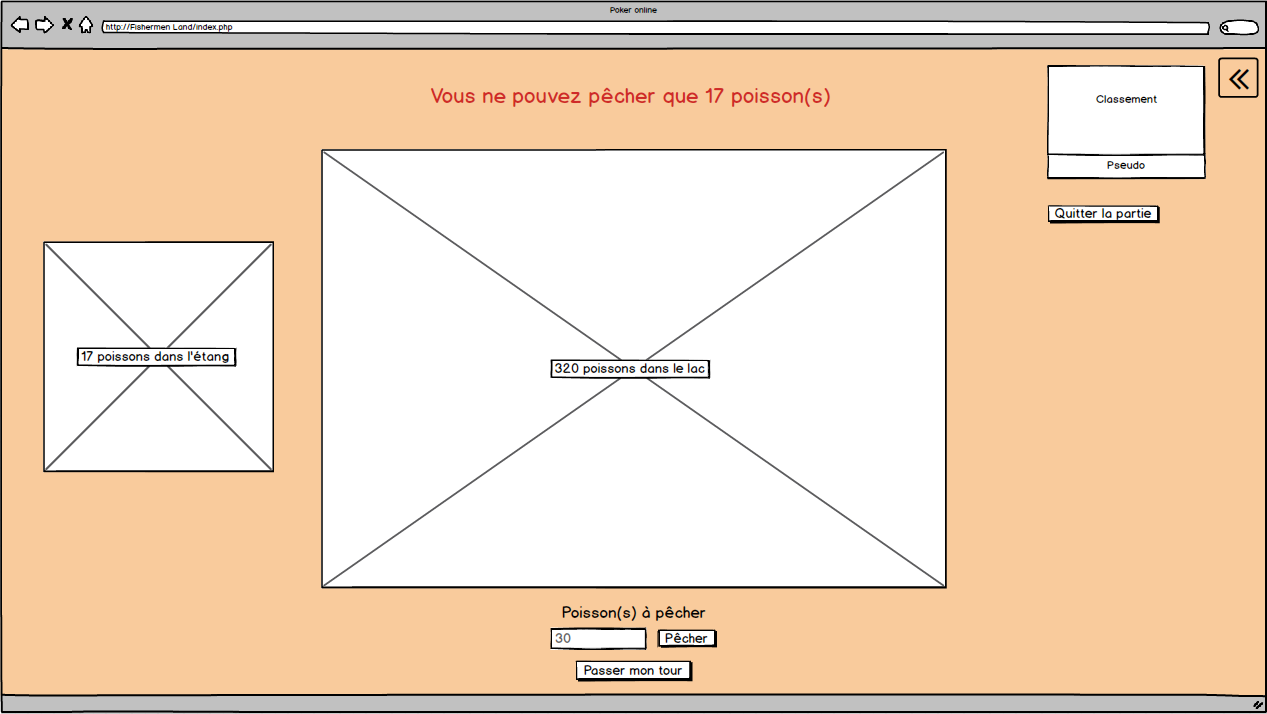 Poker online
http://Fishermen Land/index.php
Vous ne pouvez pêcher que 17 poisson(s)
Classement
Pseudo
Quitter la partie
17 poissons dans l'étang
320 poissons dans le lac
Poisson(s) à pêcher
30
Pêcher
Passer mon tour